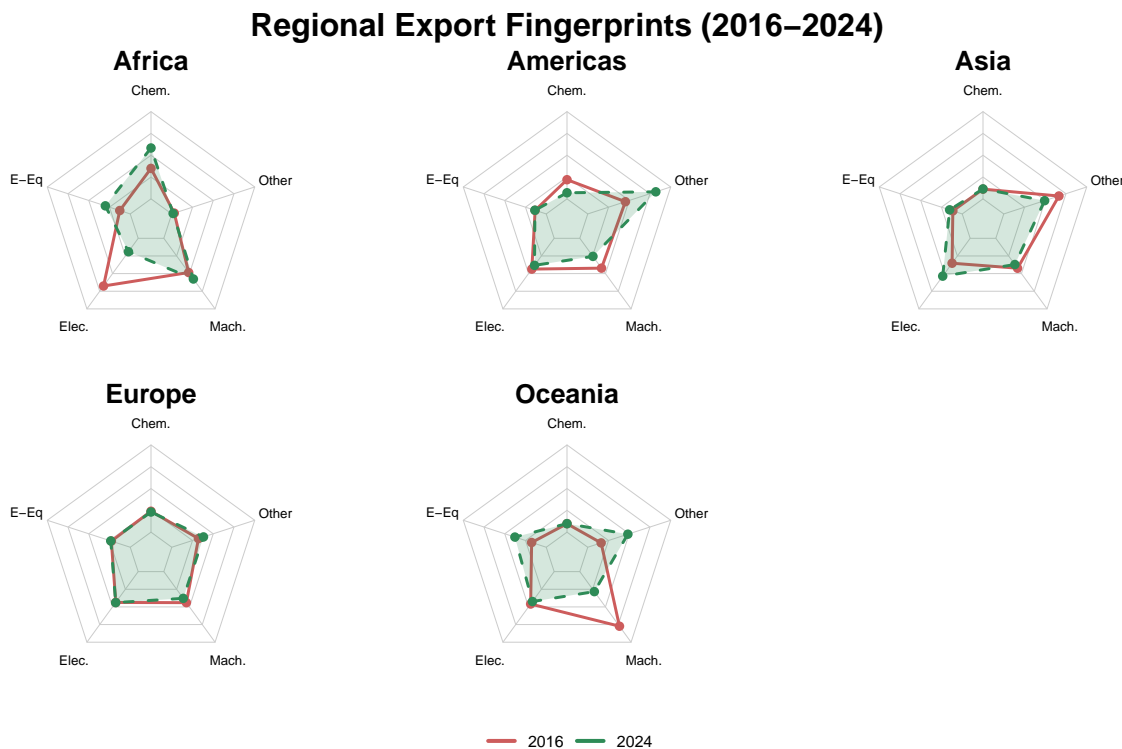 Regional Export Fingerprints (2016–2024)
Africa
Americas
Asia
Chem.
Chem.
Chem.
E−Eq
Other
E−Eq
Other
E−Eq
Other
Elec.
Mach.
Elec.
Mach.
Elec.
Mach.
Europe
Oceania
Chem.
Chem.
E−Eq
Other
E−Eq
Other
Elec.
Mach.
Elec.
Mach.
2016 2024